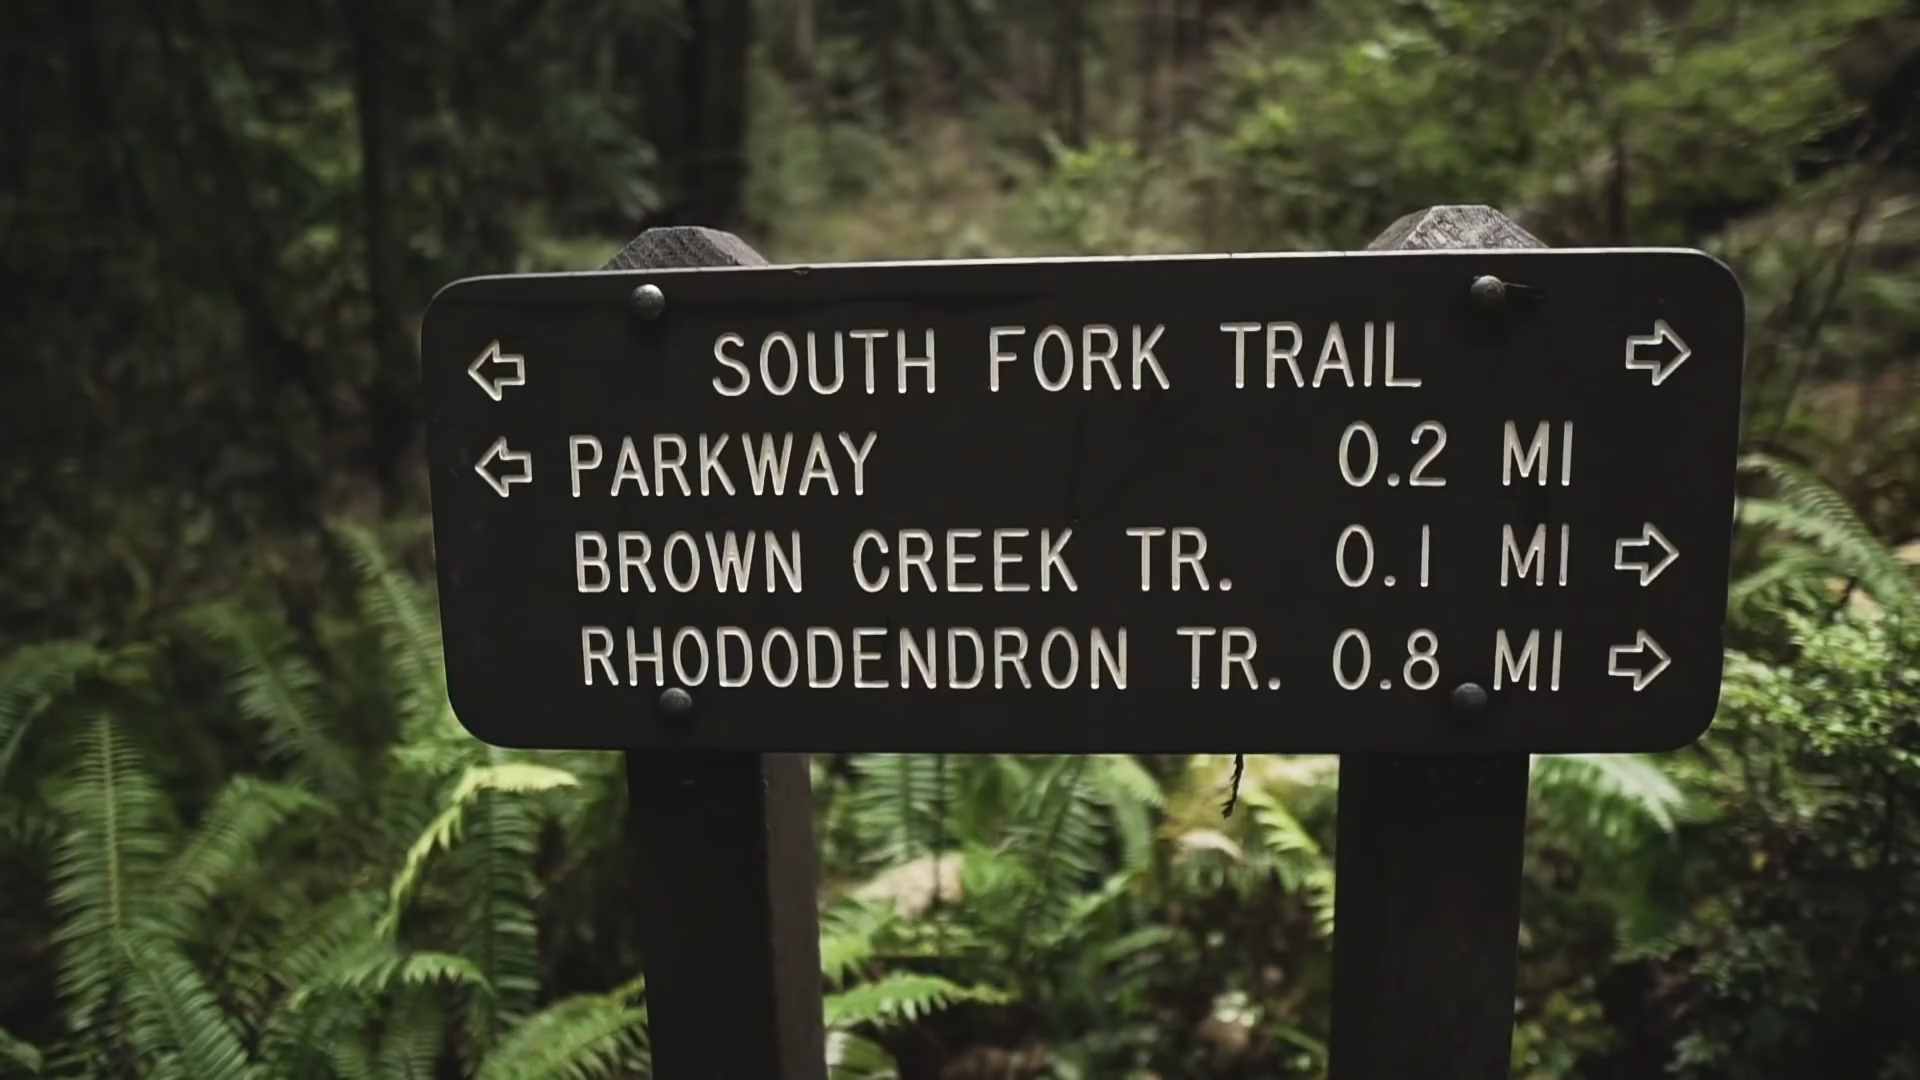 SOUTH FORK TRAIL
PARKWAY 0.2 MI
BROWN CREEK TR. 0.1 MI
RHODODENDRON TR. 0.8 MI